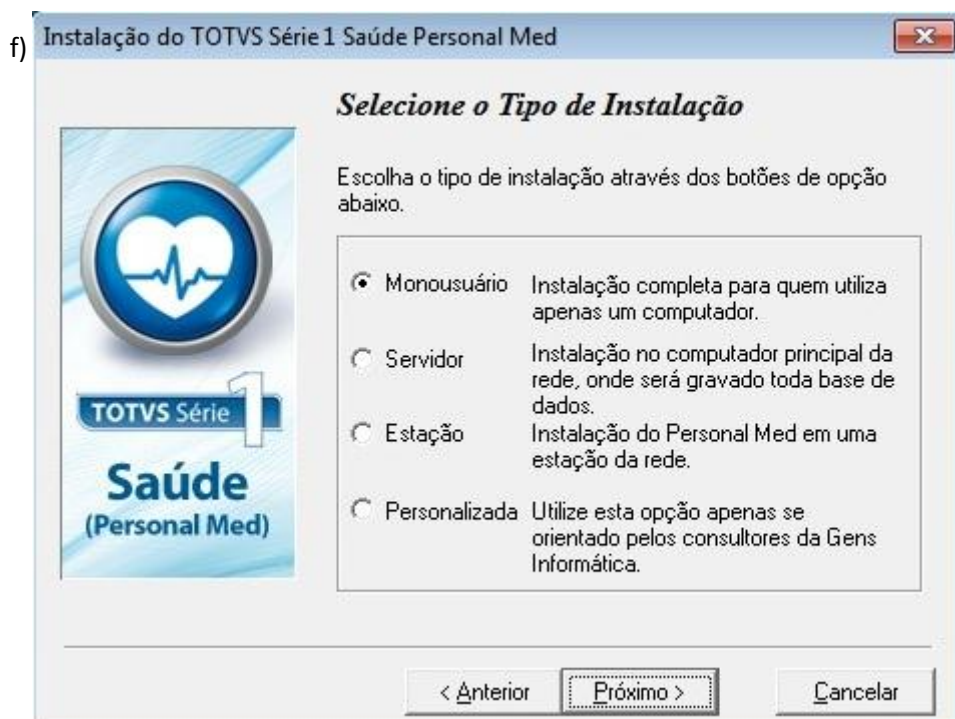 f)
Instalação do TOTVS Série 1 Saúde Personal Med
Selecione o Tipo de Instalação
Escolha o tipo de instalação através dos botões de opção
abaixo.
Monousuário
Instalação completa para quem utiliza
apenas um computador.
Servidor
Instalação no computador principal da
rede, onde será gravado toda base de
dados.
Estação
Instalação do Personal Med em uma
estação da rede.
Personalizada
Utilize esta opção apenas se
orientado pelos consultores da Gens
Informática.
TOTVS Série 1
Saúde
(Personal Med)
< Anterior
Próximo >
Cancelar